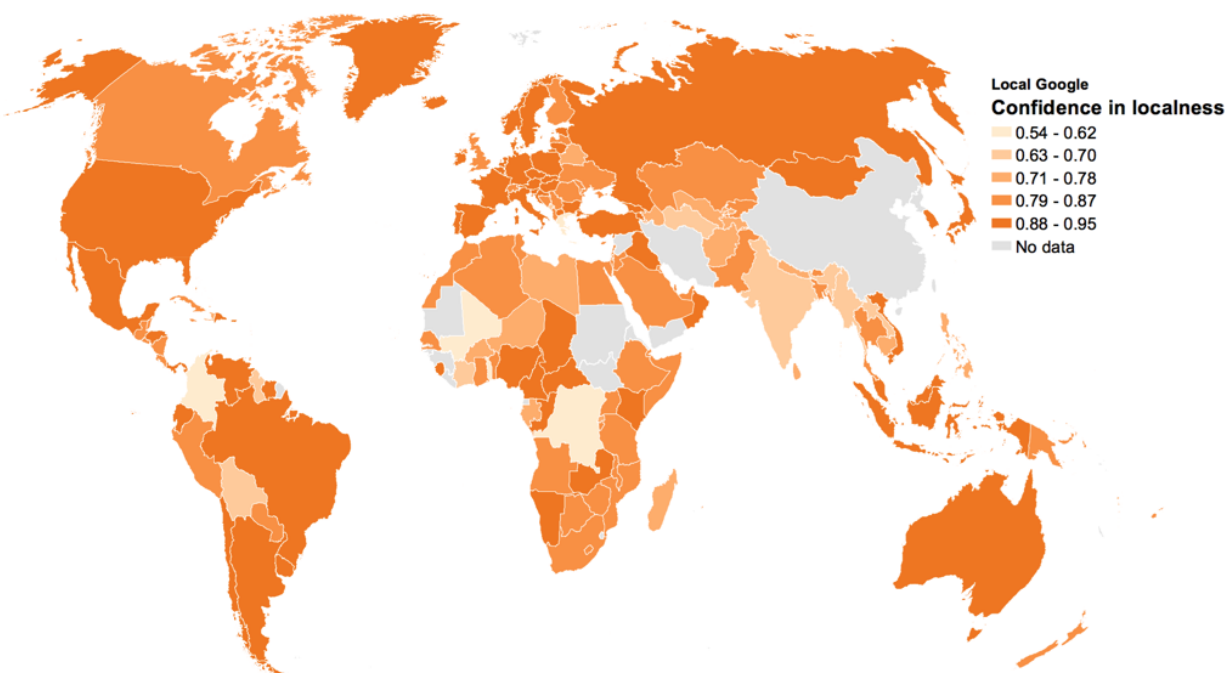 Local Google
Confidence in localness
0.54 - 0.62
0.63 - 0.70
0.71 - 0.78
0.79 - 0.87
0.88 - 0.95
No data